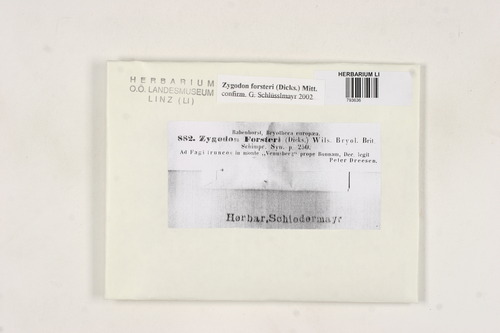 HERBARIUM
O.Ö. LANDESMUSEUM
LINZ (LI)
Zygodon forsteri (Dicks.) Mitt.
confirm. G. Schlüsslmayr 2002.
HERBARIUM LI
Rabenhorst, Bryotheca europaea.
882. Zygodon Forsteri (Dicks.) Wils. Bryol. Brit.
Schimpr. Syn. p. 250.
Ad Fagi truncos in monte „Venusberg" prope Bonnam, Dec. legit
Peter Dreesen.
Herbar, Schiedermayr